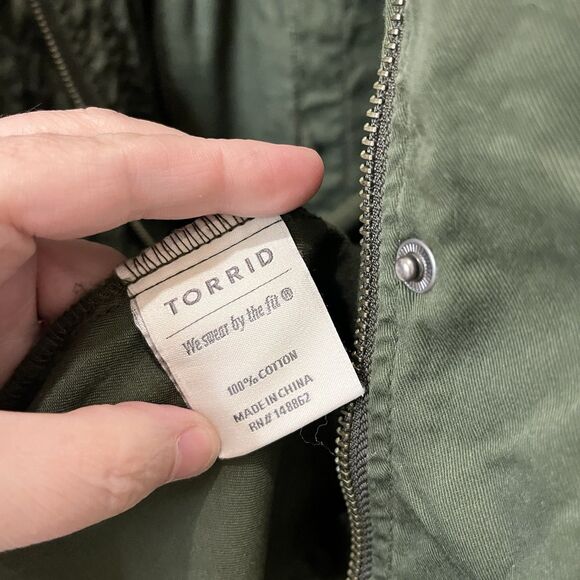 TORRID
We swear by the fit ®
100% COTTON
MADE IN CHINA
RN# 148862